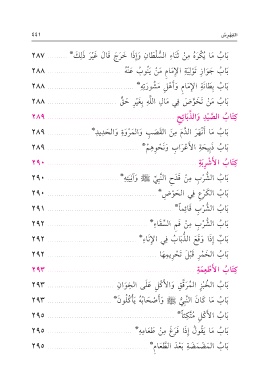 الفهرس ٤٤١
بَابُ مَا يُكْرَهُ مِنْ ثَنَاءِ السُّلْطَانِ وَإِذَا خَرَجَ قَالَ غَيْرَ ذَلِكَ* ٢٨٧
بَابُ جَوَازِ تَوْلِيَةِ الإِمَامِ مَنْ يَنُوبُ عَنْهُ ٢٨٨
بَابُ بِطَانَةِ الإِمَامِ وَأَهْلِ مَشُورَتِهِ* ٢٨٨
بَابُ مَنْ تَخَوَّضَ فِي مَالِ اللَّهِ بِغَيْرِ حَقٍّ ٢٨٨
كِتَابُ الصَّيْدِ وَالذَّبَائِحِ ٢٨٩
بَابُ مَا أَنْهَرَ الدَّمَ مِنَ القَصَبِ وَالمَرْوَةِ وَالحَدِيدِ* ٢٨٩
بَابُ ذَبِيحَةِ الأَعْرَابِ وَنَحْوِهِمْ* ٢٨٩
كِتَابُ الأَشْرِبَةِ ٢٩٠
بَابُ الشُّرْبِ مِنْ قَدَحِ النَّبِيِّ ﷺ وَآنِيَتِهِ* ٢٩٠
بَابُ الكَرْعِ فِي الحَوْضِ* ٢٩٠
بَابُ الشُّرْبِ قَائِمًا* ٢٩١
بَابُ الشُّرْبِ مِنْ فَمِ السِّقَاءِ* ٢٩٢
بَابُ إِذَا وَقَعَ الذُّبَابُ فِي الإِنَاءِ* ٢٩٢
بَابُ الخَمْرِ قَبْلَ تَحْرِيمِهَا ٢٩٢
كِتَابُ الأَطْعِمَةِ ٢٩٣
بَابُ الخُبْزِ المُرَقَّقِ وَالأَكْلِ عَلَى الخِوَانِ ٢٩٣
بَابُ مَا كَانَ النَّبِيُّ ﷺ وَأَصْحَابُهُ يَأْكُلُونَ* ٢٩٣
بَابُ الأَكْلِ مُتَّكِئًا* ٢٩٥
بَابُ مَا يَقُولُ إِذَا فَرَغَ مِنْ طَعَامِهِ* ٢٩٥
بَابُ المَضْمَضَةِ بَعْدَ الطَّعَامِ* ٢٩٥